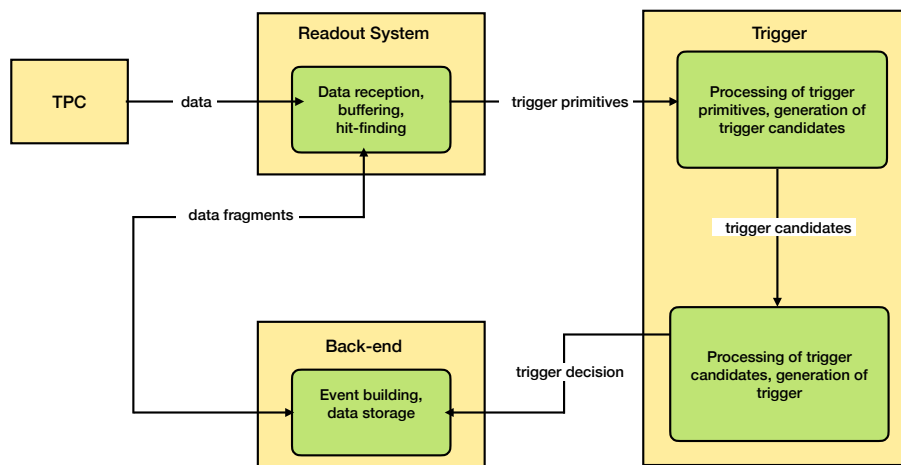 Readout System
Trigger
TPC
data
Data reception,
buffering,
hit-finding
trigger primitives
Processing of trigger
primitives, generation of
trigger candidates
data fragments
trigger candidates
Back-end
Event building,
data storage
trigger decision
Processing of trigger
candidates, generation of
trigger